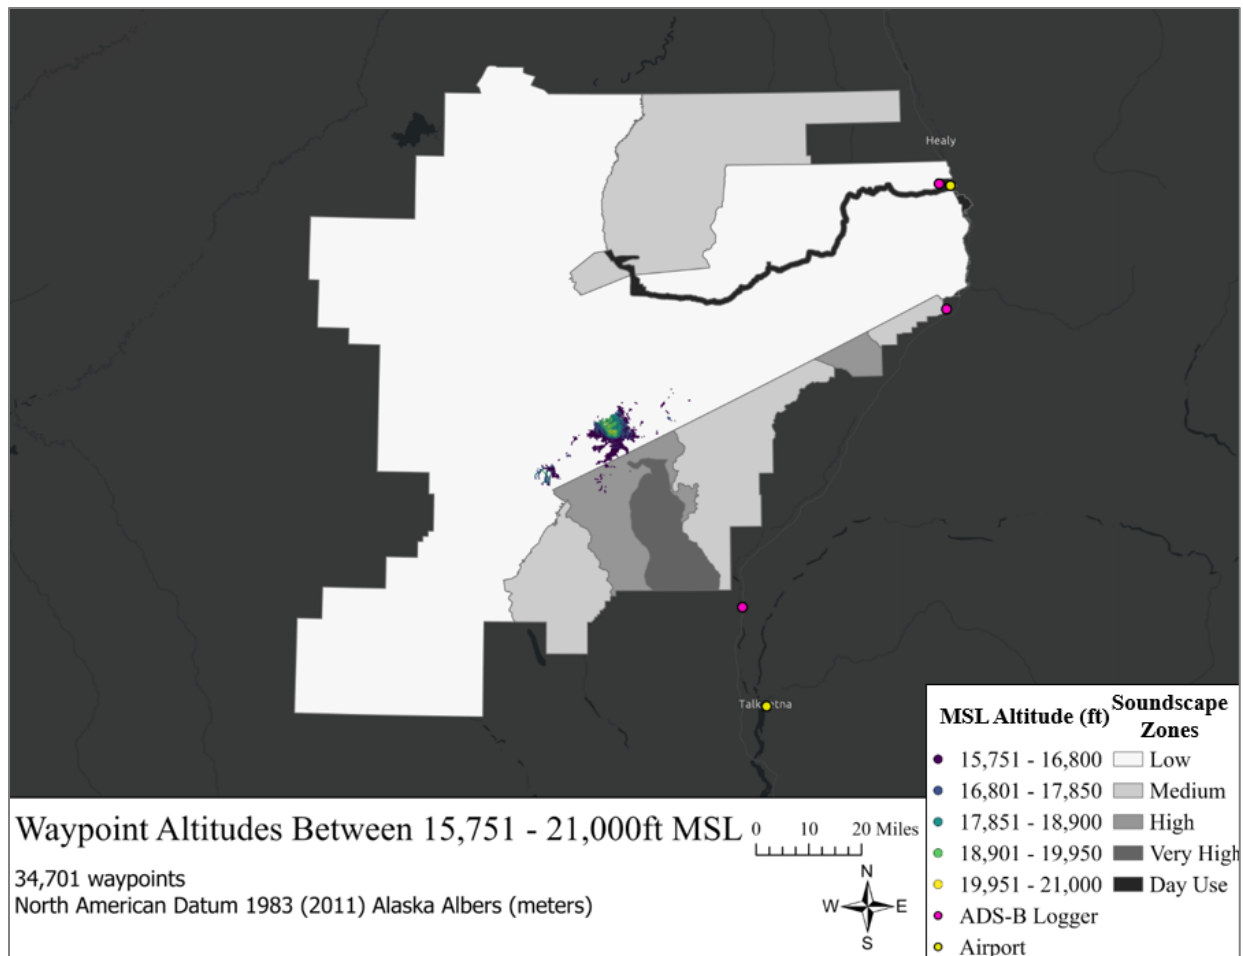 Healy
Talkeetna
MSL Altitude (ft)
Soundscape
Zones
15,751 - 16,800
Low
16,801 - 17,850
Medium
17,851 - 18,900
High
18,901 - 19,950
Very High
19,951 - 21,000
Day Use
ADS-B Logger
Airport
Waypoint Altitudes Between 15,751 - 21,000ft MSL
0 10 20 Miles
34,701 waypoints
North American Datum 1983 (2011) Alaska Albers (meters)
N
W E
S